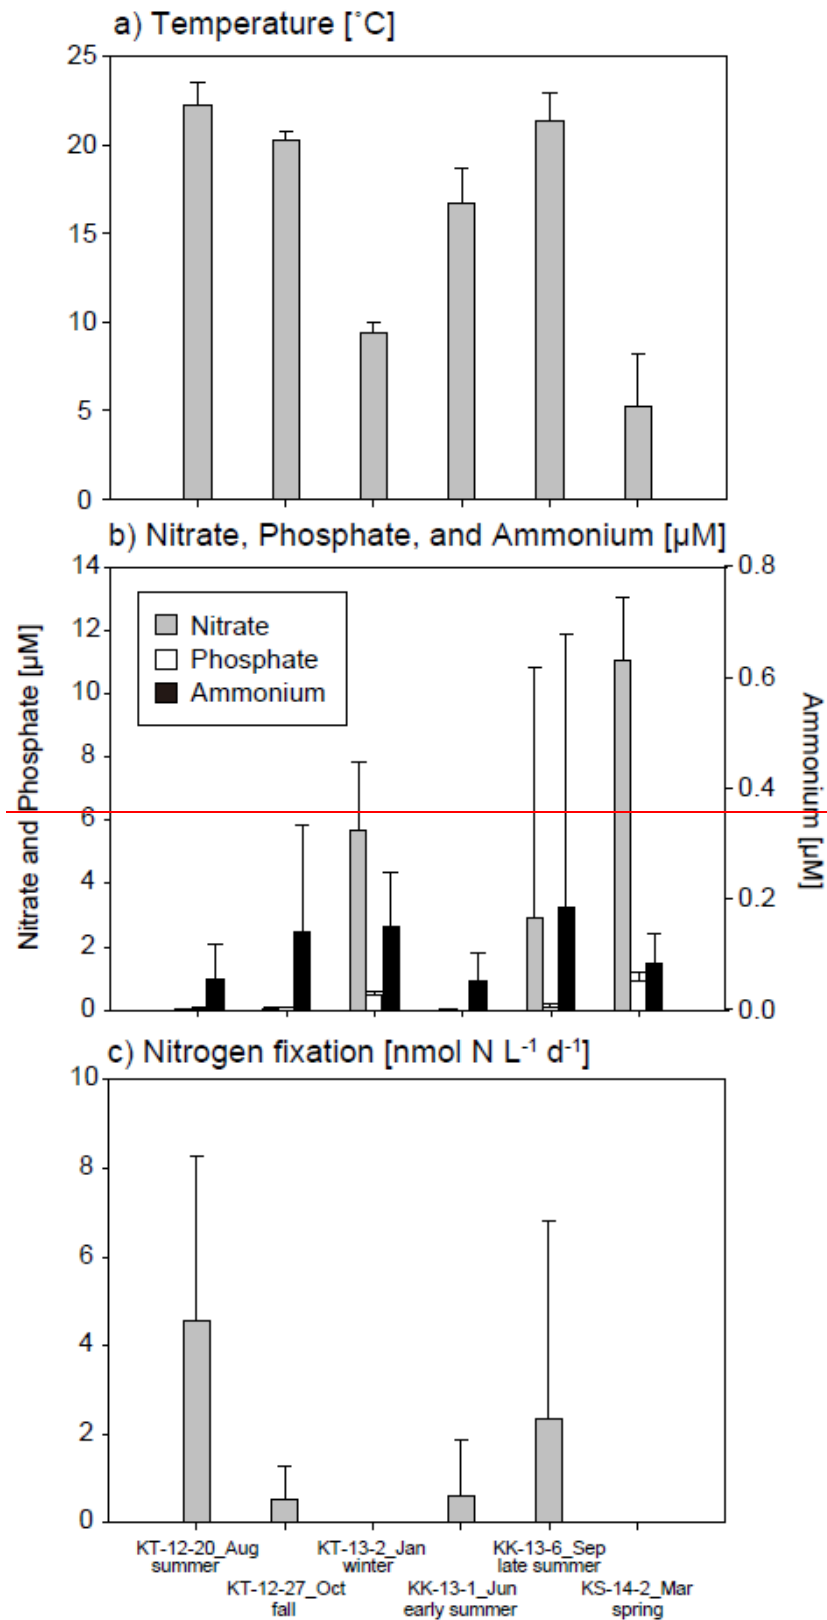 a) Temperature [˚C]
25
20
15
10
5
0
b) Nitrate, Phosphate, and Ammonium [µM]
14
12
10
8
6
4
2
0
Nitrate and Phosphate [µM]
Nitrate
Phosphate
Ammonium
0.8
0.6
0.4
0.2
0.0
Ammonium [µM]
c) Nitrogen fixation [nmol N L⁻¹ d⁻¹]
10
8
6
4
2
0
KT-12-20_Aug
summer
KT-12-27_Oct
fall
KT-13-2_Jan
winter
KK-13-1_Jun
early summer
KK-13-6_Sep
late summer
KS-14-2_Mar
spring